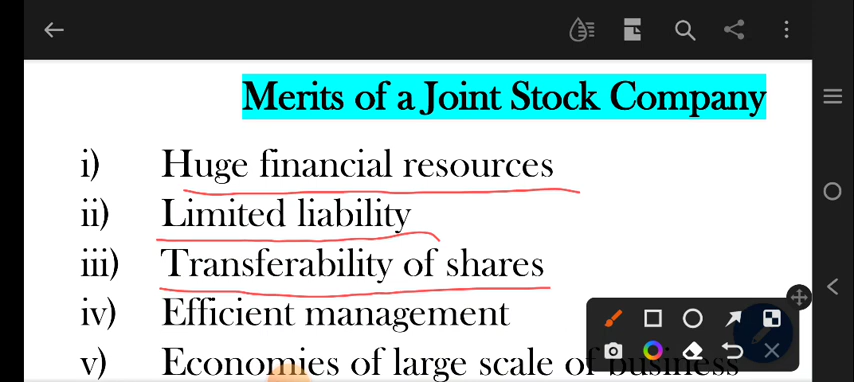 Merits of a Joint Stock Company
i) Huge financial resources
ii) Limited liability
iii) Transferability of shares
iv) Efficient management
v) Economies of large scale of business